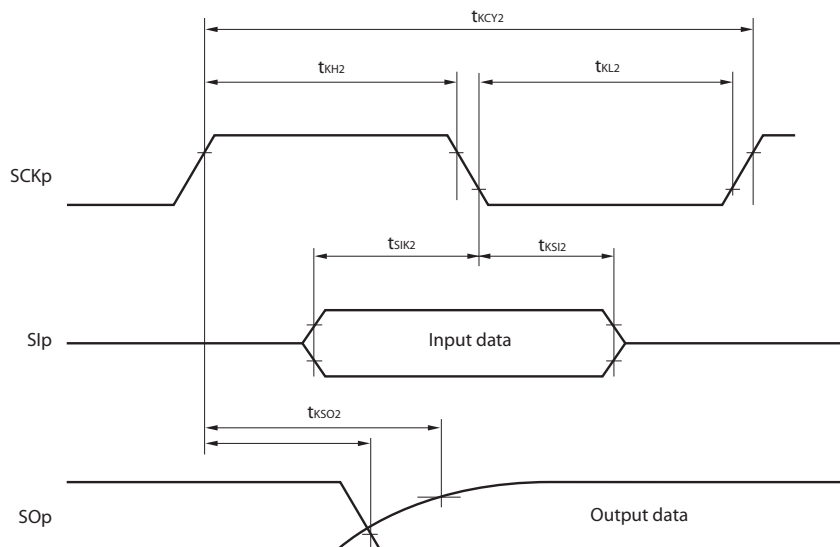 tKCY2
tKH2
tKL2
SCKp
tSIK2
tKSI2
SIp
Input data
tKSO2
SOp
Output data